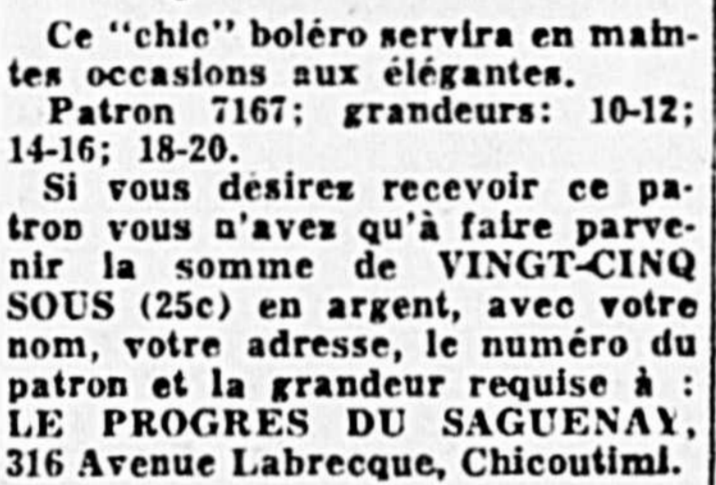 Ce "chic" boléro servira en main-
tes occasions aux élégantes.
Patron 7167; grandeurs: 10-12;
14-16; 18-20.
Si vous désirez recevoir ce pa-
tron vous n'avez qu'à faire parve-
nir la somme de VINGT-CINQ
SOUS (25c) en argent, avec votre
nom, votre adresse, le numéro du
patron et la grandeur requise à :
LE PROGRES DU SAGUENAY,
316 Avenue Labrecque, Chicoutimi.